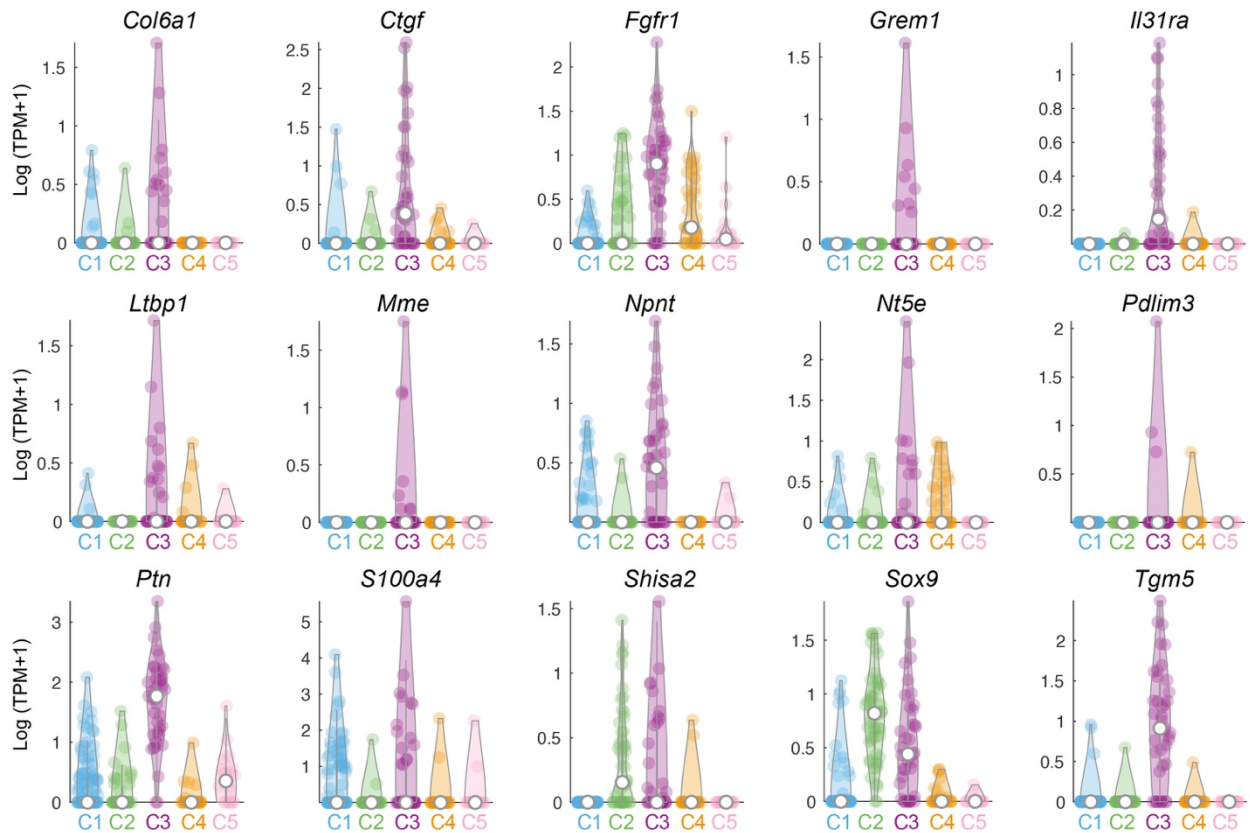 Col6a1 Ctgf Fgfr1 Grem1 Il31ra
Log (TPM+1)
1.5 2.5 2 1.5 1
2 0.8
1 1.5 1.5 1 0.6
1 1 0.4
0.5 0.5 0.5 0.5 0.2
0 0 0 0
C1 C2 C3 C4 C5 C1 C2 C3 C4 C5 C1 C2 C3 C4 C5 C1 C2 C3 C4 C5 C1 C2 C3 C4 C5
Ltbp1 Mme Npnt Nt5e Pdlim3
Log (TPM+1)
1.5 1.5 1.5 2 2
1 1 1 1.5 1.5
1 1
0.5 0.5 0.5 0.5 0.5
0 0 0
C1 C2 C3 C4 C5 C1 C2 C3 C4 C5 C1 C2 C3 C4 C5 C1 C2 C3 C4 C5 C1 C2 C3 C4 C5
Ptn S100a4 Shisa2 Sox9 Tgm5
Log (TPM+1)
3 5 1.5 1.5 2
4 1.5
2 3 1 1 1
1 2 0.5 0.5 0.5
1
0 0 0 0
C1 C2 C3 C4 C5 C1 C2 C3 C4 C5 C1 C2 C3 C4 C5 C1 C2 C3 C4 C5 C1 C2 C3 C4 C5